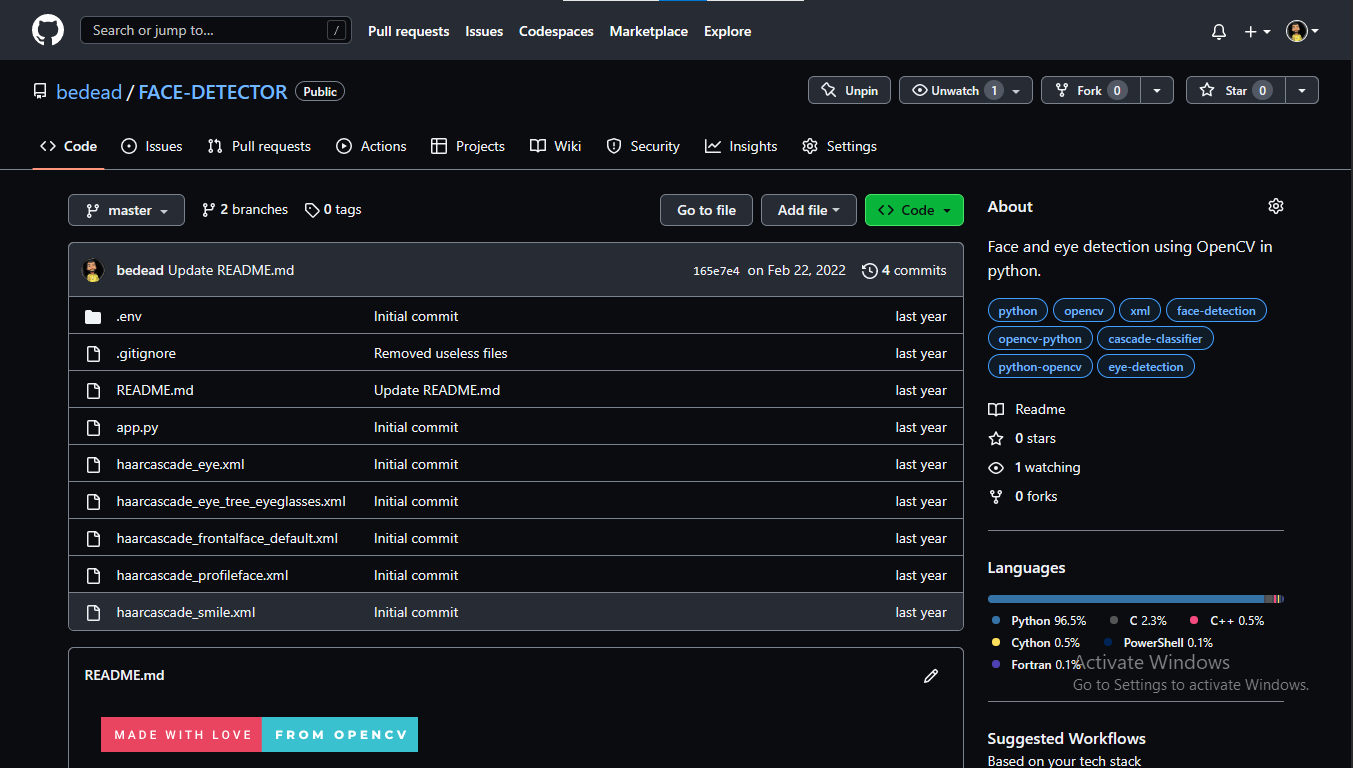 Search or jump to... /
Pull requests Issues Codespaces Marketplace Explore
bedead / FACE-DETECTOR Public
Unpin Unwatch 1 Fork 0 Star 0
Code Issues Pull requests Actions Projects Wiki Security Insights Settings
master 2 branches 0 tags Go to file Add file Code
bedead Update README.md 165e7e4 on Feb 22, 2022 4 commits
.env Initial commit last year
.gitignore Removed useless files last year
README.md Update README.md last year
app.py Initial commit last year
haarcascade_eye.xml Initial commit last year
haarcascade_eye_tree_eyeglasses.xml Initial commit last year
haarcascade_frontalface_default.xml Initial commit last year
haarcascade_profileface.xml Initial commit last year
haarcascade_smile.xml Initial commit last year
README.md
MADE WITH LOVE FROM OPENCV
About
Face and eye detection using OpenCV in
python.
python opencv xml face-detection
opencv-python cascade-classifier
python-opencv eye-detection
Readme
0 stars
1 watching
0 forks
Languages
Python 96.5% C 2.3% C++ 0.5%
Cython 0.5% PowerShell 0.1%
Fortran 0.1%
Activate Windows
Go to Settings to activate Windows.
Suggested Workflows
Based on your tech stack